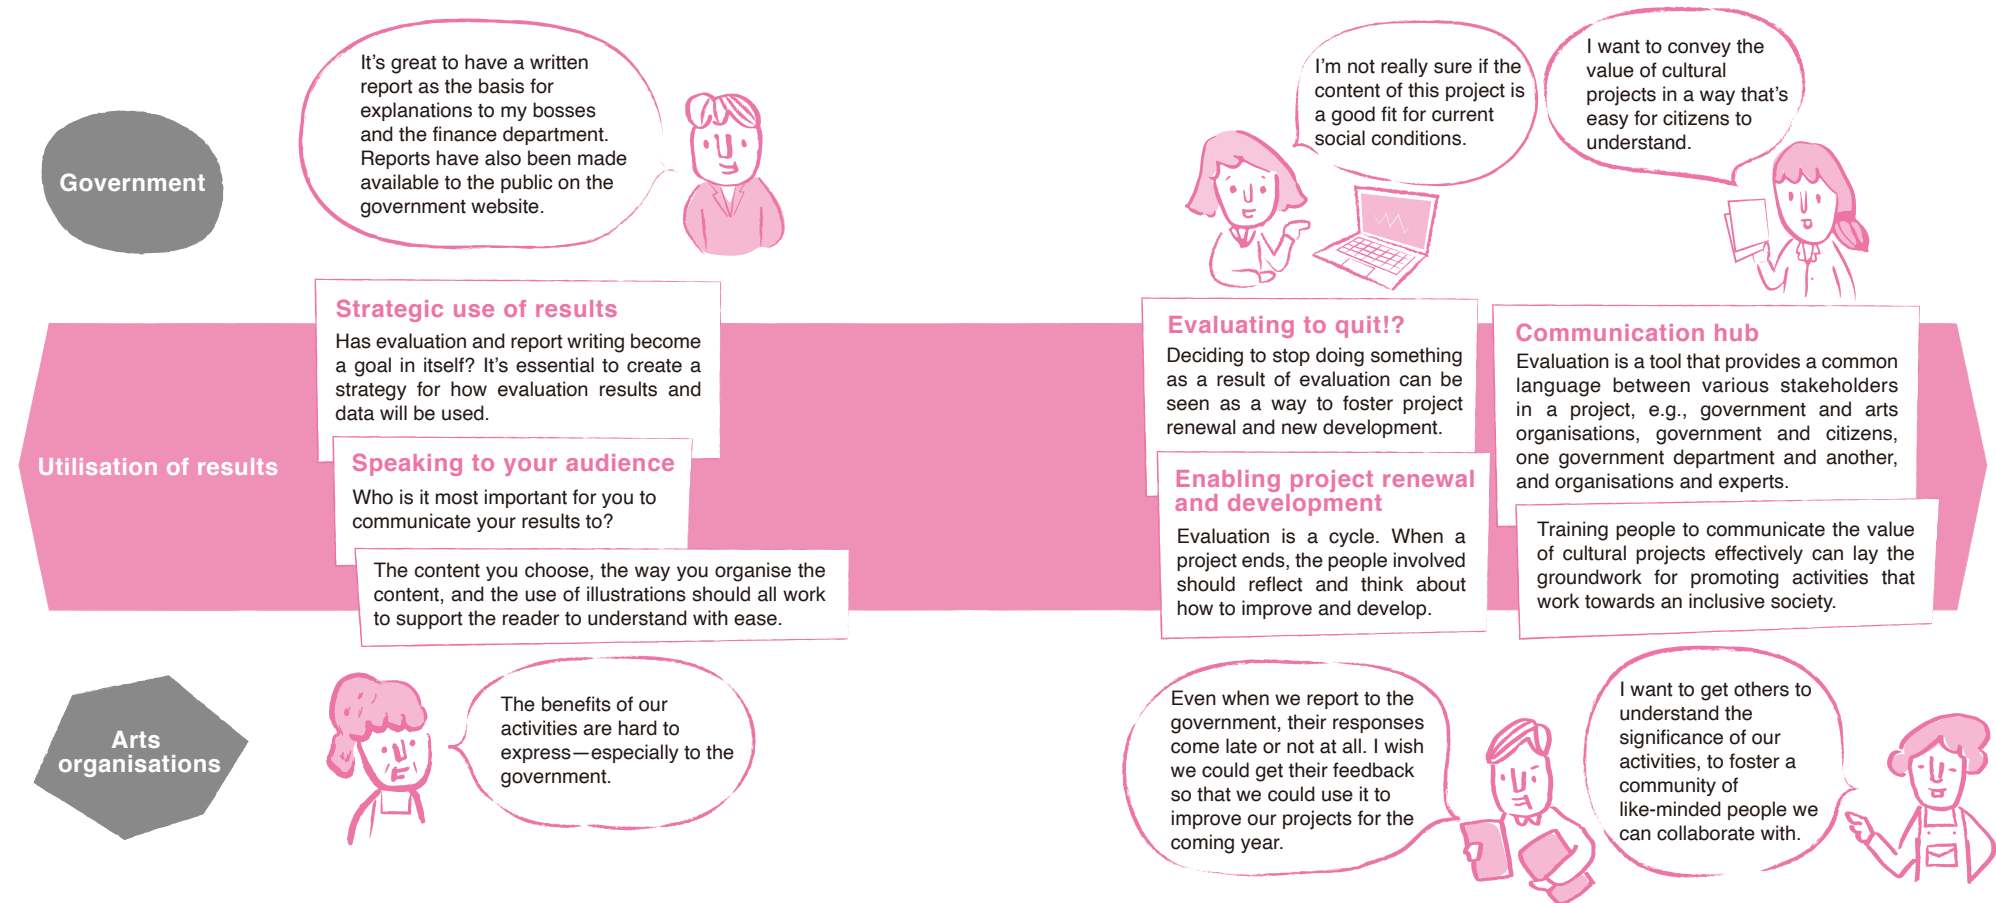 It's great to have a written
report as the basis for
explanations to my bosses
and the finance department.
Reports have also been made
available to the public on the
government website.
I'm not really sure if the
content of this project is
a good fit for current
social conditions.
I want to convey the
value of cultural
projects in a way that's
easy for citizens to
understand.
Government
Strategic use of results
Has evaluation and report writing become
a goal in itself? It's essential to create a
strategy for how evaluation results and
data will be used.
Speaking to your audience
Who is it most important for you to
communicate your results to?
The content you choose, the way you organise the
content, and the use of illustrations should all work
to support the reader to understand with ease.
Evaluating to quit!?
Deciding to stop doing something
as a result of evaluation can be
seen as a way to foster project
renewal and new development.
Enabling project renewal
and development
Evaluation is a cycle. When a
project ends, the people involved
should reflect and think about
how to improve and develop.
Communication hub
Evaluation is a tool that provides a common
language between various stakeholders
in a project, e.g., government and arts
organisations, government and citizens,
one government department and another,
and organisations and experts.
Training people to communicate the value
of cultural projects effectively can lay the
groundwork for promoting activities that
work towards an inclusive society.
Utilisation of results
Arts
organisations
The benefits of our
activities are hard to
express—especially to the
government.
Even when we report to the
government, their responses
come late or not at all. I wish
we could get their feedback
so that we could use it to
improve our projects for the
coming year.
I want to get others to
understand the
significance of our
activities, to foster a
community of
like-minded people we
can collaborate with.